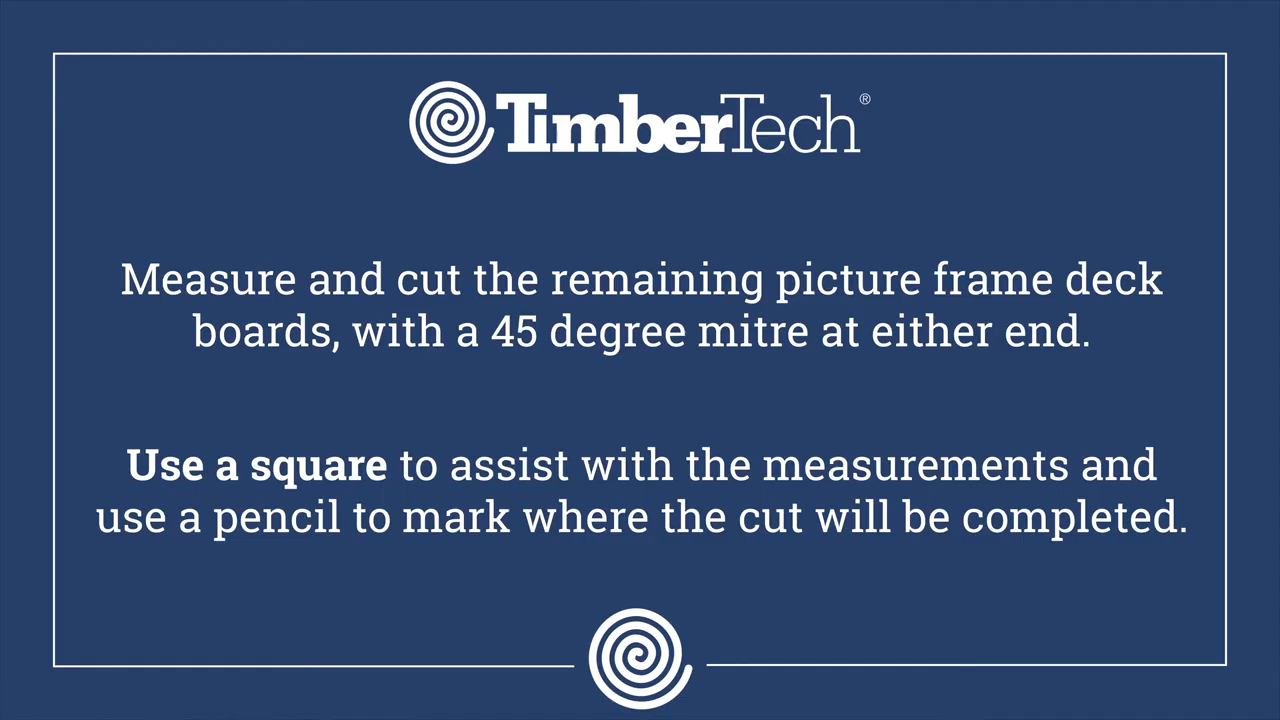 TimberTech®
Measure and cut the remaining picture frame deck
boards, with a 45 degree mitre at either end.
Use a square to assist with the measurements and
use a pencil to mark where the cut will be completed.